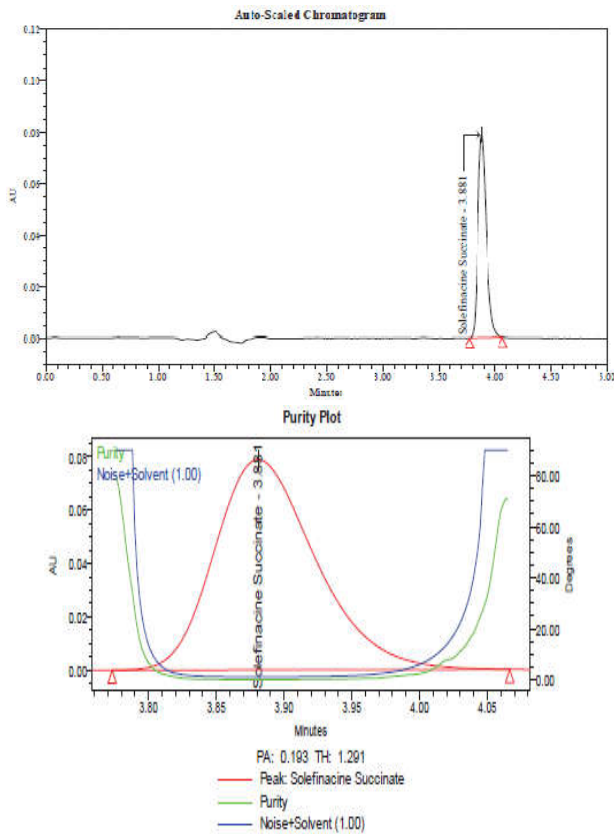 Auto-Scaled Chromatogram
0.12
0.10
0.08
0.06
0.04
0.02
0.00
AU
Solefinacine Succinate - 3.881
0.00
0.50
1.00
1.50
2.00
2.50
3.00
3.50
4.00
4.50
5.00
Minutes
Purity Plot
Purity
Noise+Solvent (1.00)
0.08
0.06
0.04
0.02
0.00
AU
Solefinacine Succinate - 3.881
80.00
60.00
40.00
20.00
0.00
Degrees
3.80
3.85
3.90
3.95
4.00
4.05
Minutes
PA: 0.193 TH: 1.291
Peak: Solefinacine Succinate
Purity
Noise+Solvent (1.00)